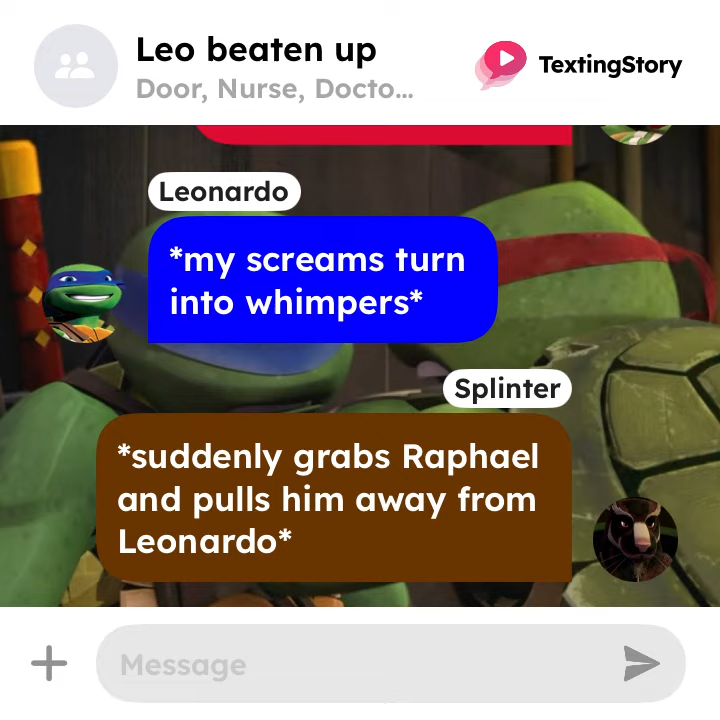 Leo beaten up
Door, Nurse, Docto...
TextingStory
Leonardo
*my screams turn
into whimpers*
Splinter
*suddenly grabs Raphael
and pulls him away from
Leonardo*
Message